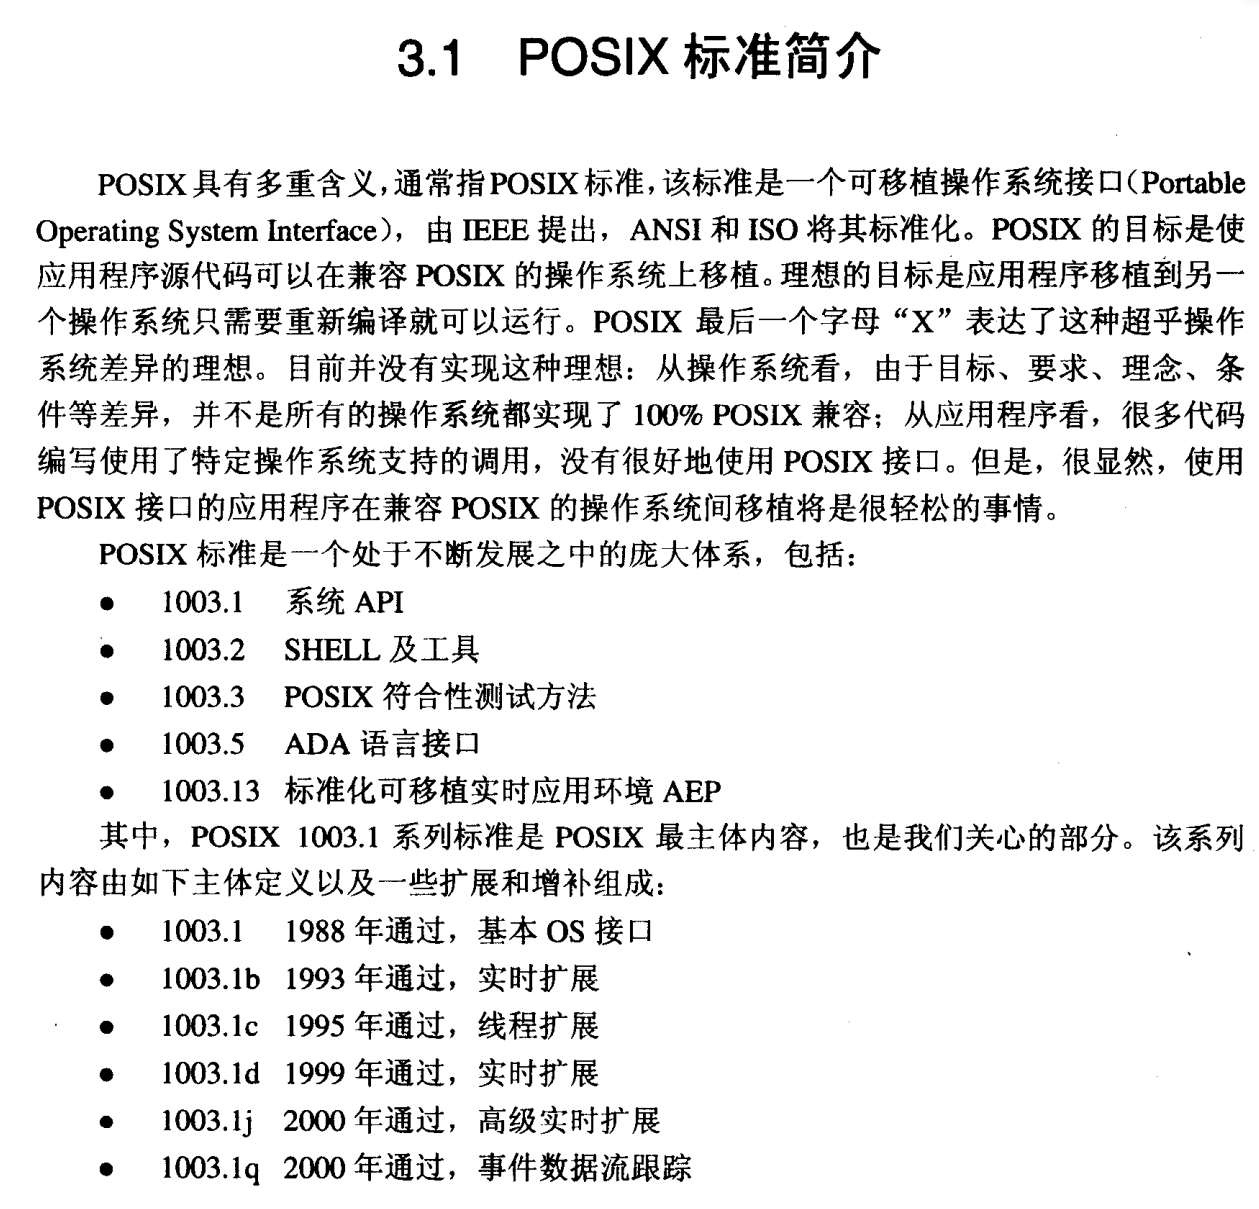 3.1 POSIX 标准简介
POSIX 具有多重含义，通常指POSIX 标准，该标准是一个可移植操作系统接口（Portable
Operating System Interface），由 IEEE 提出，ANSI 和 ISO 将其标准化。POSIX 的目标是使
应用程序源代码可以在兼容 POSIX 的操作系统上移植。理想的目标是应用程序移植到另一
个操作系统只需要重新编译就可以运行。POSIX 最后一个字母“X”表达了这种超乎操作
系统差异的理想。目前并没有实现这种理想：从操作系统看，由于目标、要求、理念、条
件等差异，并不是所有的操作系统都实现了 100% POSIX 兼容；从应用程序看，很多代码
编写使用了特定操作系统支持的调用，没有很好地使用 POSIX 接口。但是，很显然，使用
POSIX 接口的应用程序在兼容 POSIX 的操作系统间移植将是很轻松的事情。
POSIX 标准是一个处于不断发展之中的庞大体系，包括：
● 1003.1 系统 API
● 1003.2 SHELL 及工具
● 1003.3 POSIX 符合性测试方法
● 1003.5 ADA 语言接口
● 1003.13 标准化可移植实时应用环境 AEP
其中，POSIX 1003.1 系列标准是 POSIX 最主体内容，也是我们关心的部分。该系列
内容由如下主体定义以及一些扩展和增补组成：
● 1003.1 1988 年通过，基本 OS 接口
● 1003.1b 1993 年通过，实时扩展
● 1003.1c 1995 年通过，线程扩展
● 1003.1d 1999 年通过，实时扩展
● 1003.1j 2000 年通过，高级实时扩展
● 1003.1q 2000 年通过，事件数据流跟踪